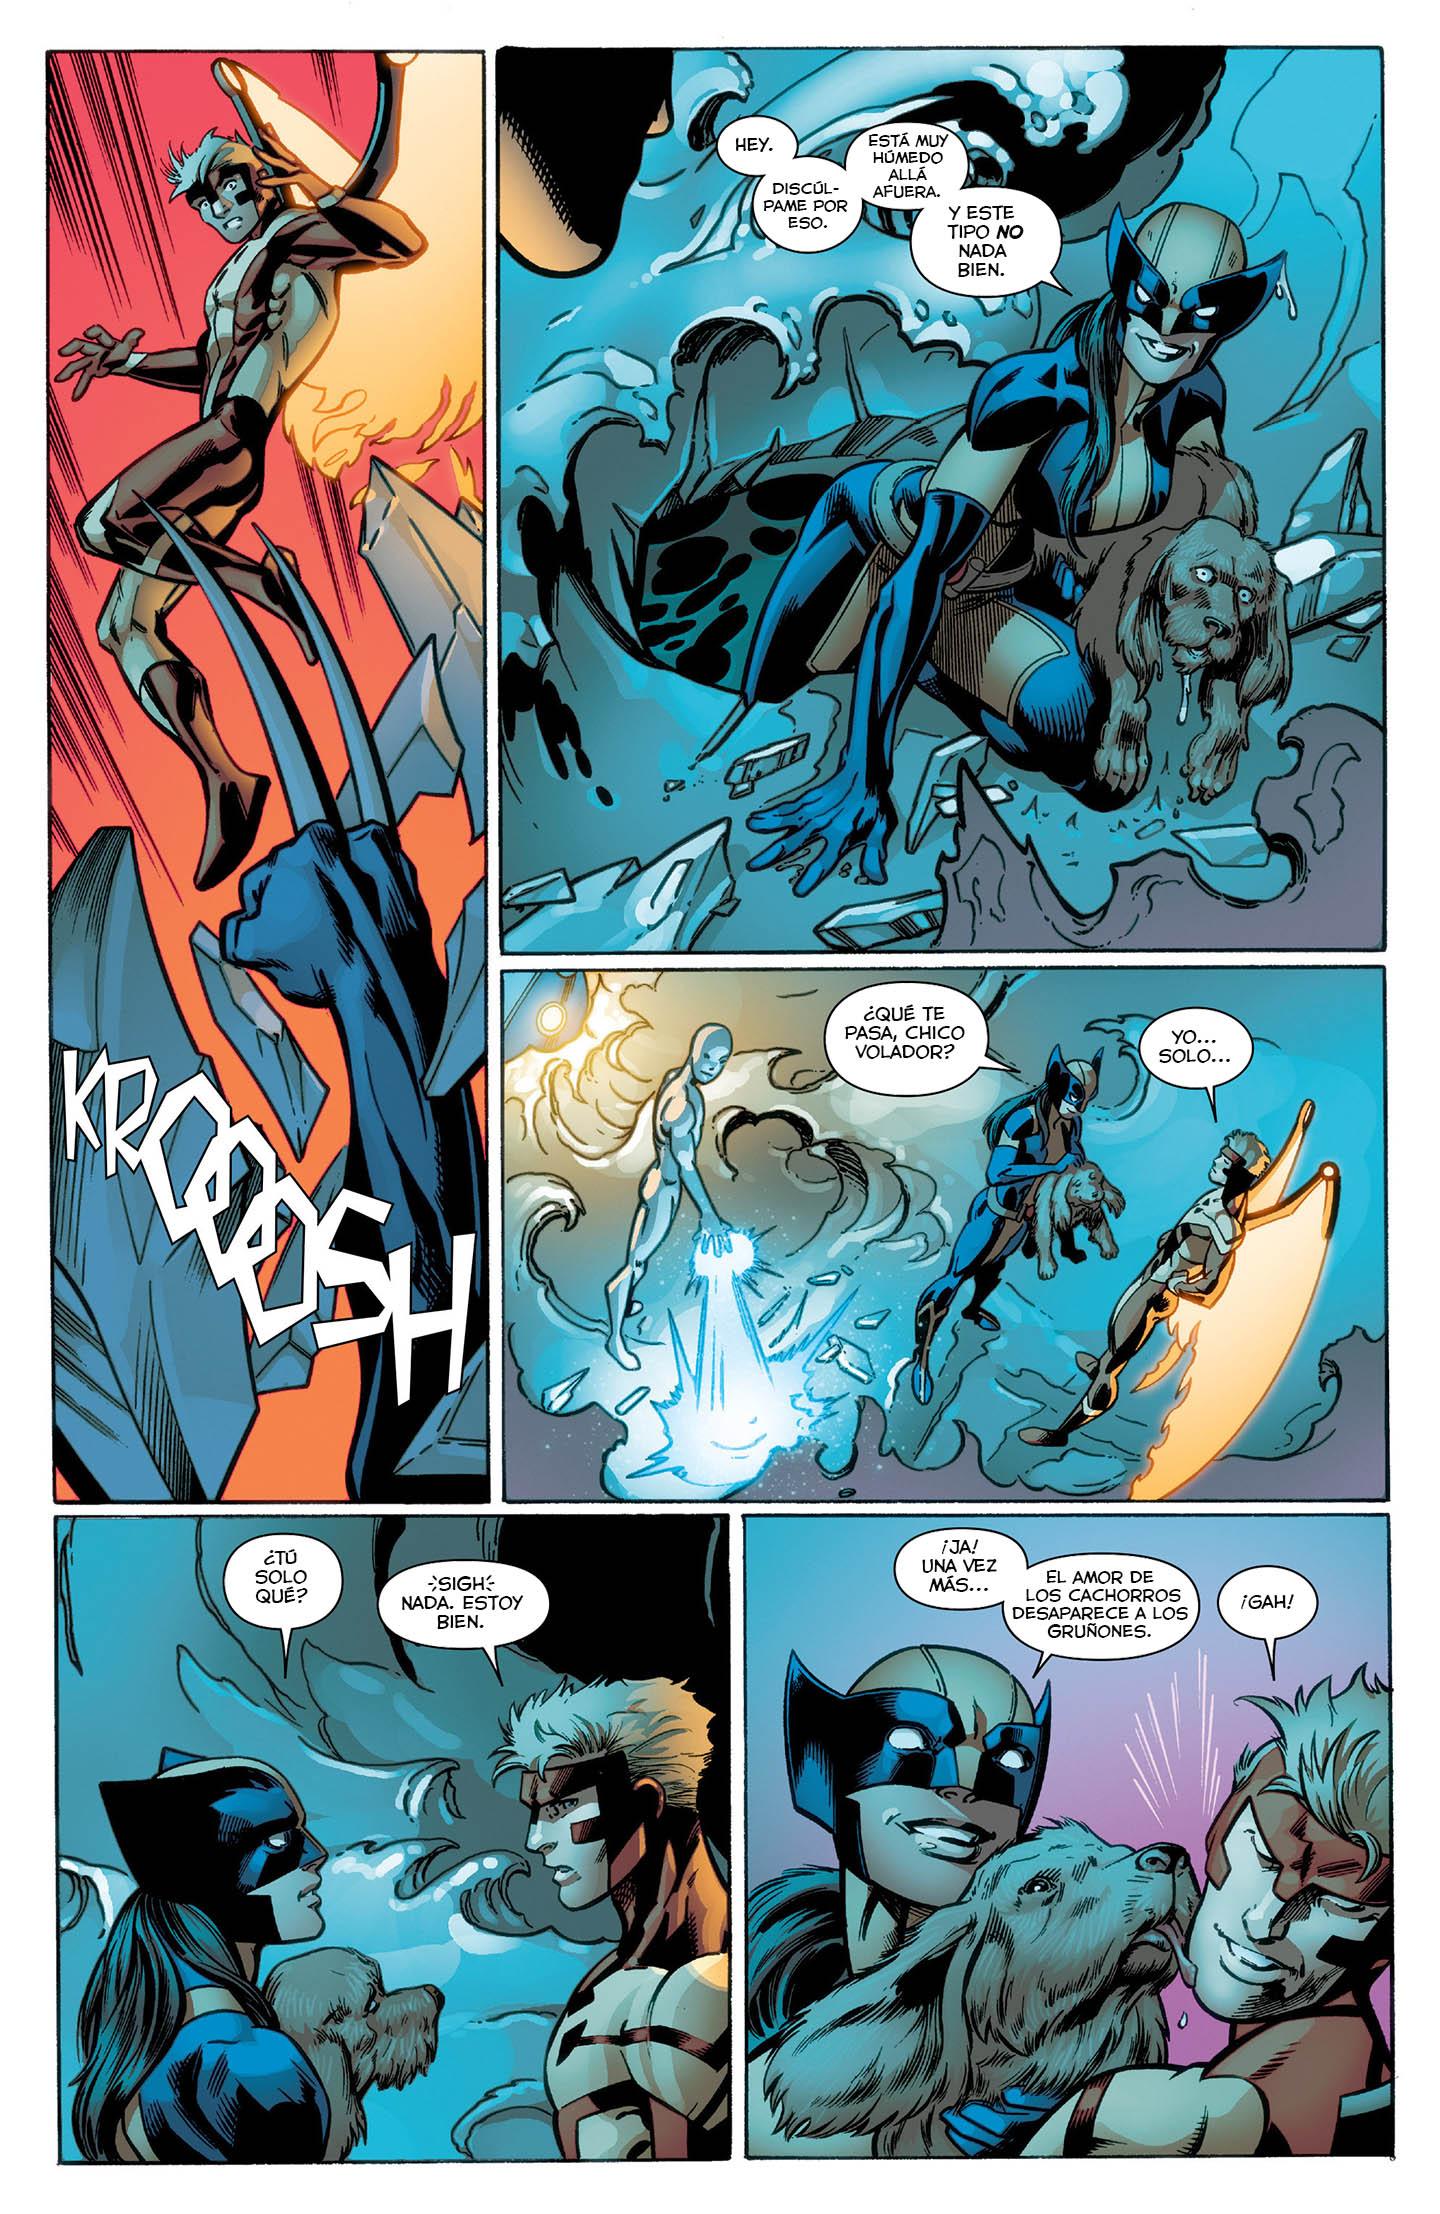 KROOOOSH
HEY.
DISCÚL-
PAME POR
ESO.
ESTÁ MUY
HÚMEDO
ALLÁ
AFUERA.
Y ESTE
TIPO NO
NADA
BIEN.
¿QUÉ TE
PASA, CHICO
VOLADOR?
YO...
SOLO...
¿TÚ
SOLO
QUÉ?
SIGH
NADA. ESTOY
BIEN.
¡JA!
UNA VEZ
MÁS...
EL AMOR DE
LOS CACHORROS
DESAPARECE A LOS
GRUÑONES.
¡GAH!